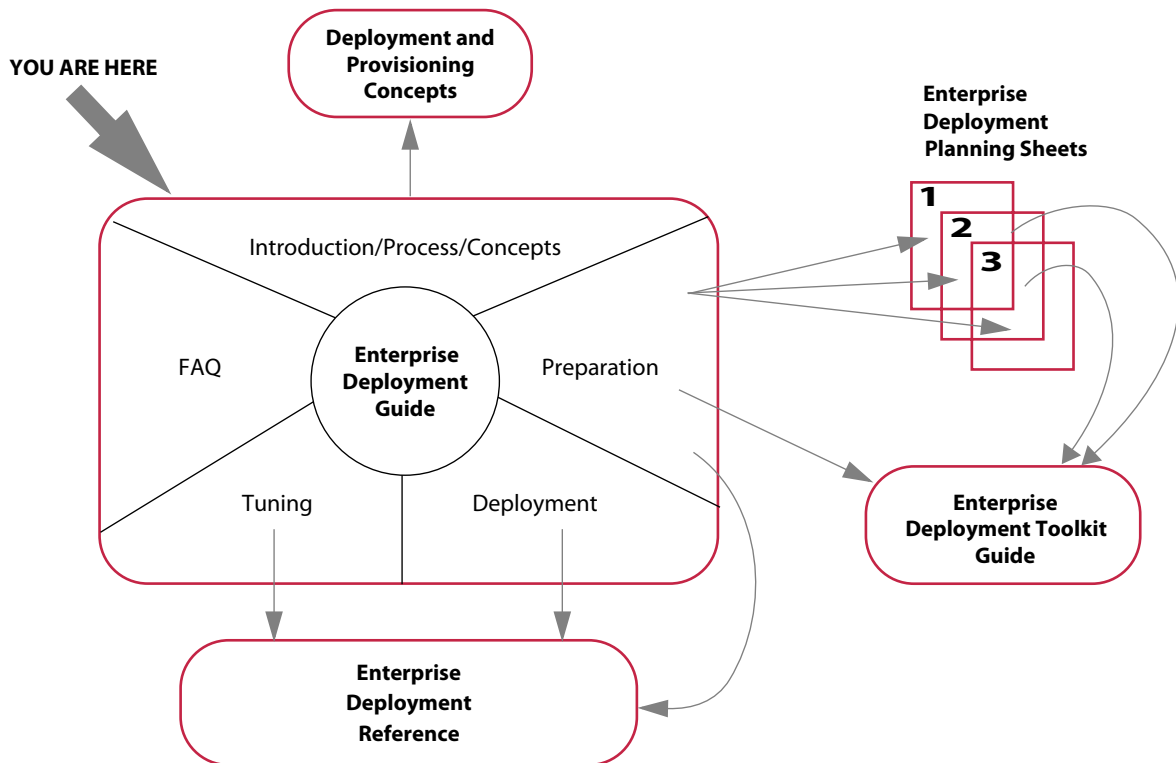 YOU ARE HERE
Deployment and
Provisioning
Concepts
Enterprise
Deployment
Planning Sheets
1
2
3
Introduction/Process/Concepts
FAQ
Enterprise
Deployment
Guide
Preparation
Tuning
Deployment
Enterprise
Deployment Toolkit
Guide
Enterprise
Deployment
Reference